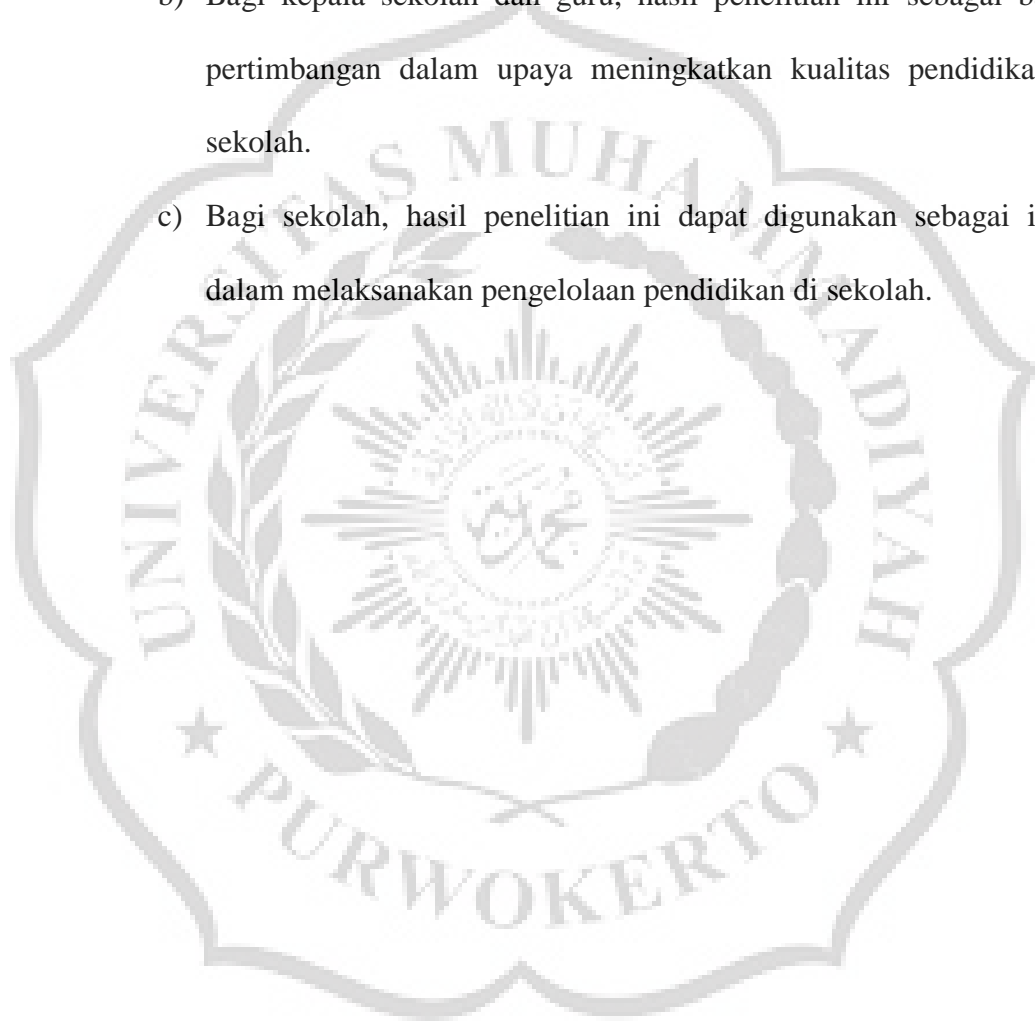 b) Bagi kepala sekolah dan guru, hasil penelitian ini sebagai b
pertimbangan dalam upaya meningkatkan kualitas pendidika
sekolah.
c) Bagi sekolah, hasil penelitian ini dapat digunakan sebagai i
dalam melaksanakan pengelolaan pendidikan di sekolah.
UNIVERSITAS MUHAMMADIYAH
PURWOKERTO